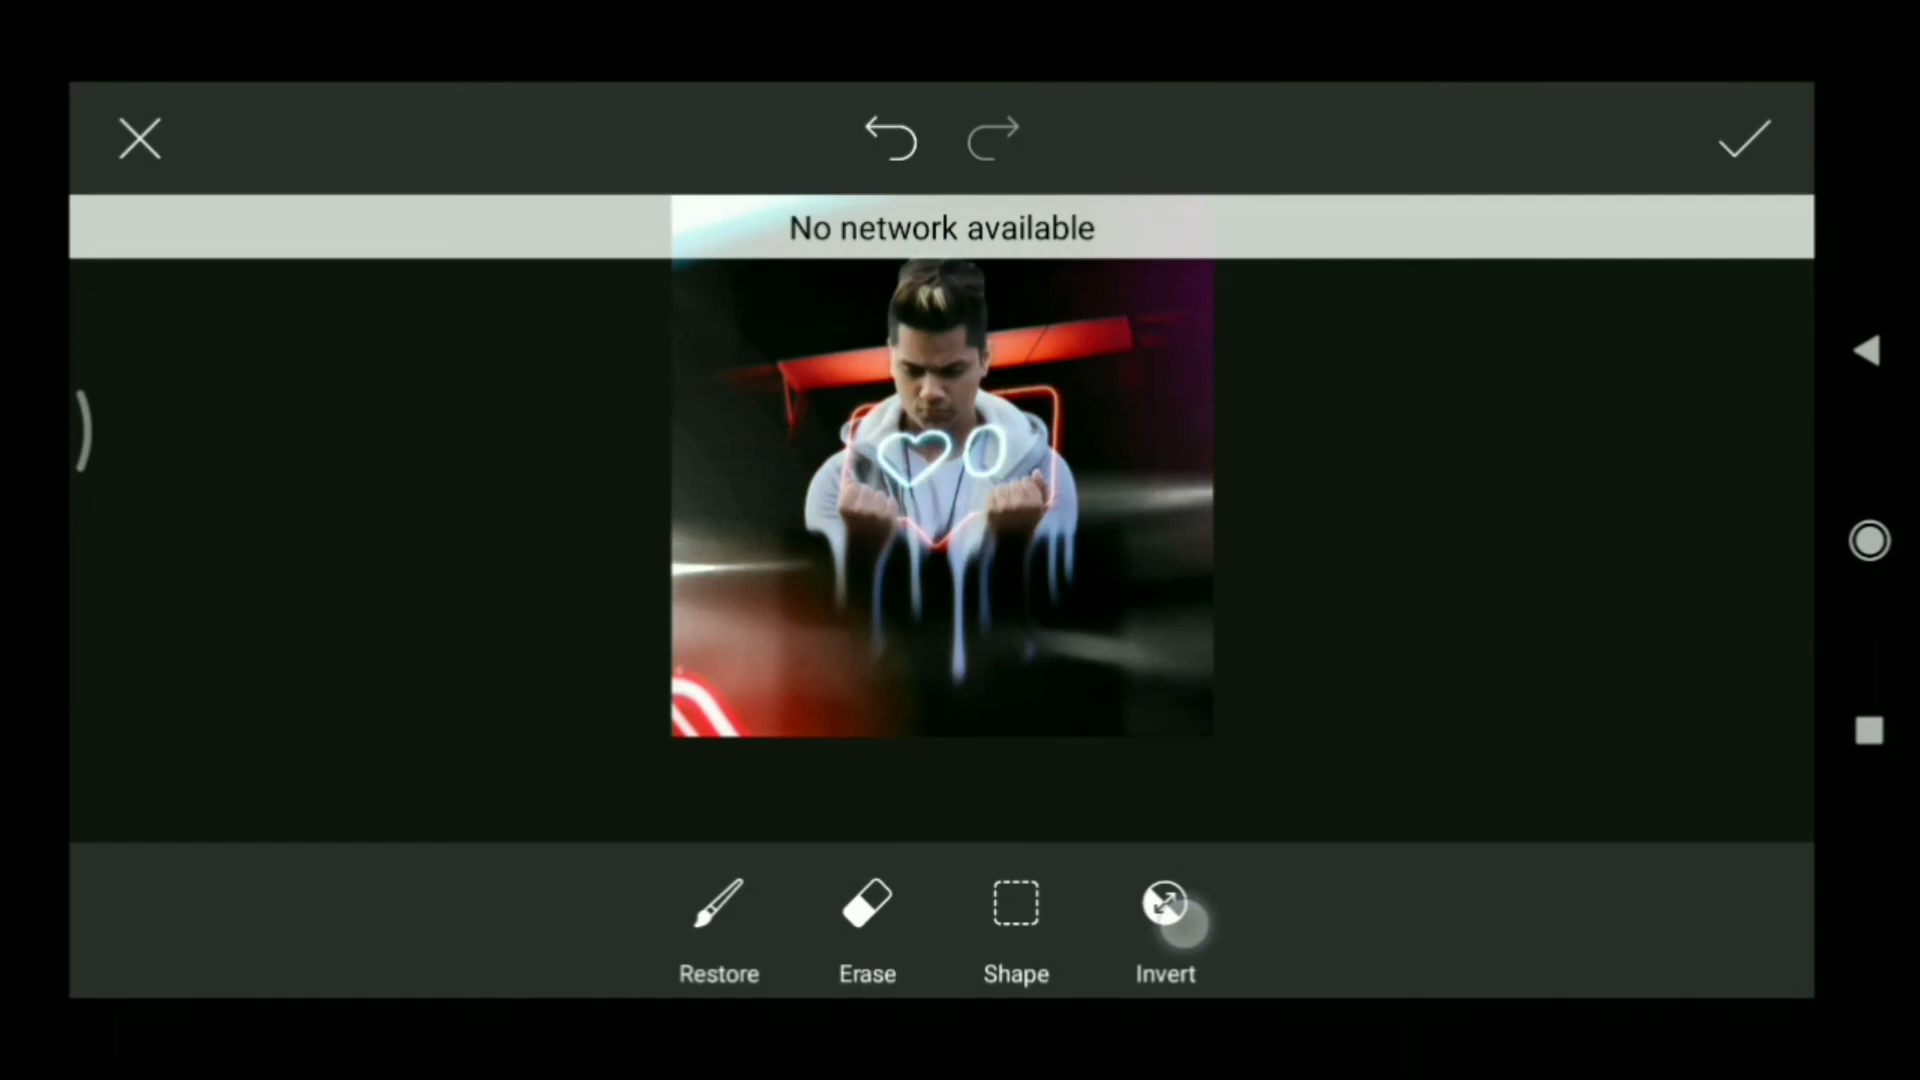 No network available
Restore
Erase
Shape
Invert